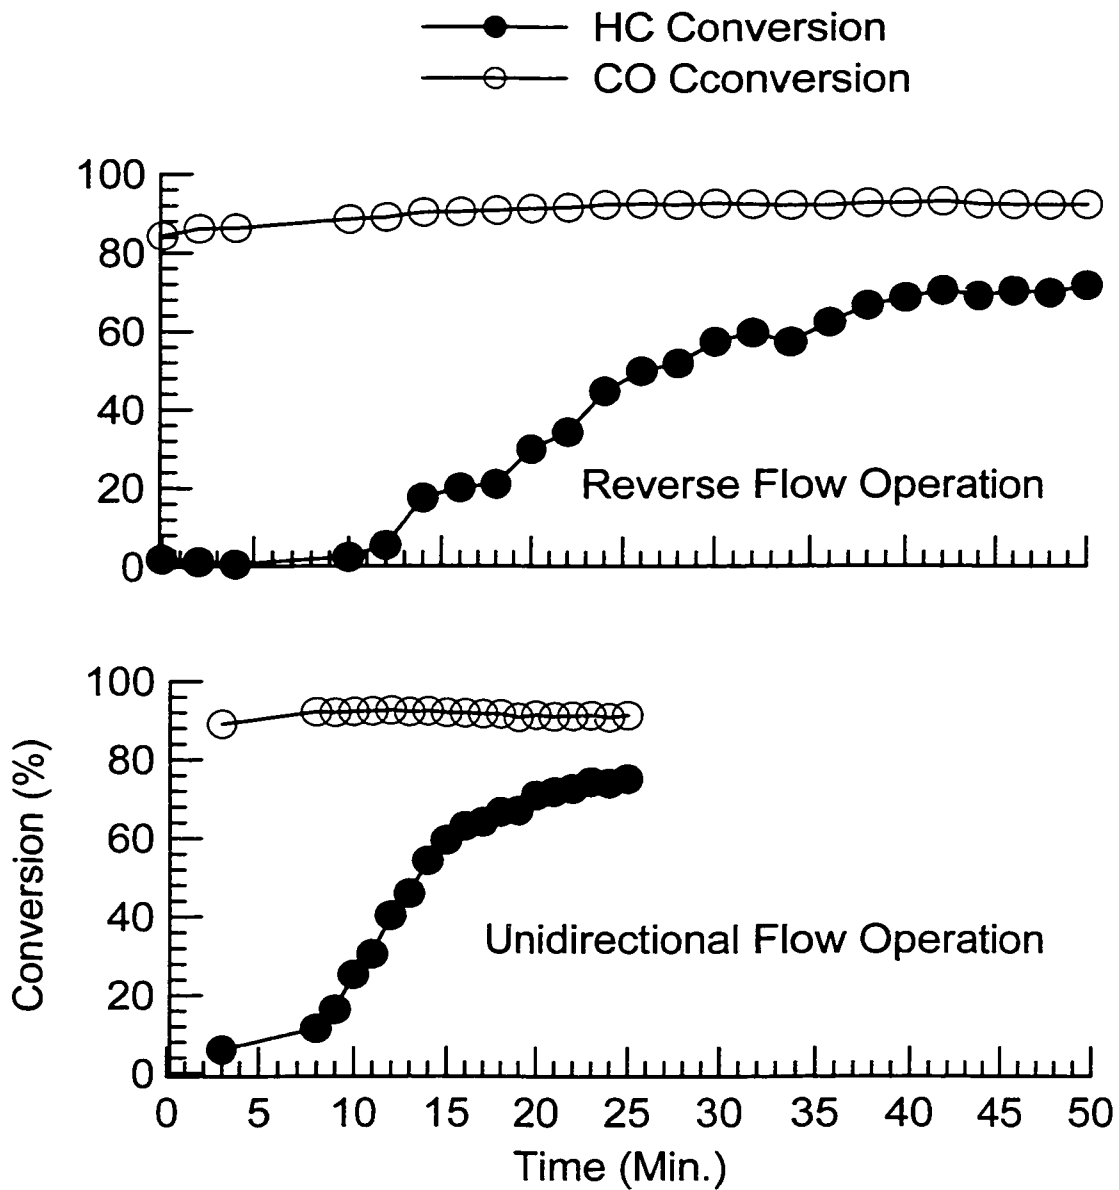 HC Conversion
CO Cconversion
100
80
60
40
20
0
Reverse Flow Operation
100
80
60
40
20
0
Conversion (%)
Unidirectional Flow Operation
0 5 10 15 20 25 30 35 40 45 50
Time (Min.)